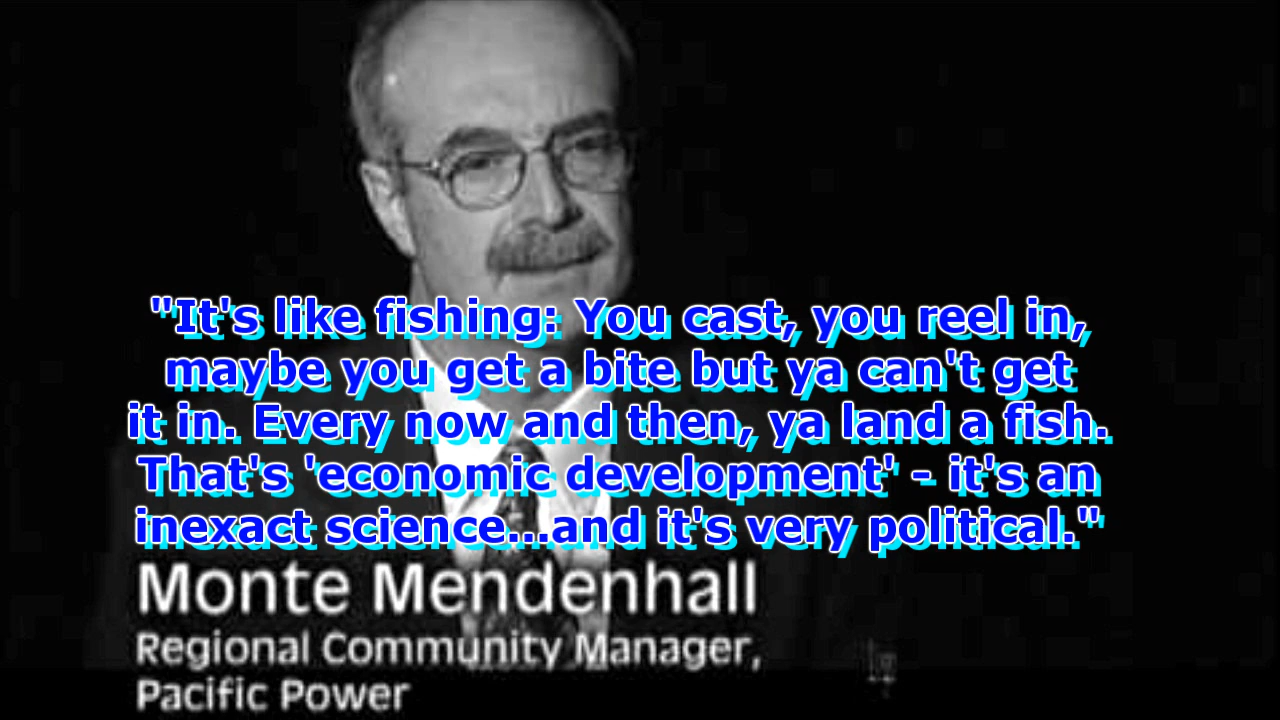 "It's like fishing: You cast, you reel in,
maybe you get a bite but ya can't get
it in. Every now and then, ya land a fish.
That's 'economic development' - it's an
inexact science...and it's very political."
Monte Mendenhall
Regional Community Manager,
Pacific Power